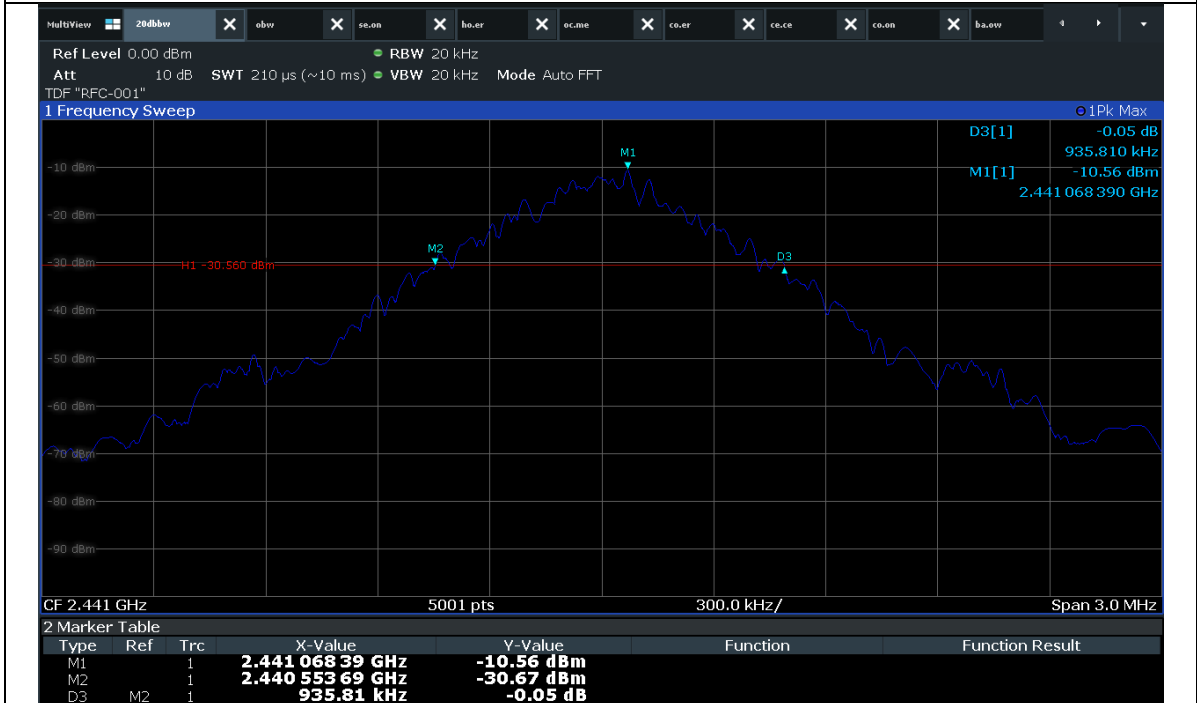 MultiView 20dbbw obw se.on ho.er oc.me co.er ce.ce co.on ba.ow
Ref Level 0.00 dBm RBW 20 kHz
Att 10 dB SWT 210 µs (~10 ms) VBW 20 kHz Mode Auto FFT
TDF "RFC-001"
1 Frequency Sweep 1Pk Max
D3[1] -0.05 dB
935.810 kHz
M1[1] -10.56 dBm
2.441 068 390 GHz
M1
-10 dBm
-20 dBm
M2
D3
-30 dBm
H1 -30.560 dBm
-40 dBm
-50 dBm
-60 dBm
-70 dBm
-80 dBm
-90 dBm
CF 2.441 GHz 5001 pts 300.0 kHz/ Span 3.0 MHz
2 Marker Table
Type Ref Trc X-Value Y-Value Function Function Result
M1 1 2.441 068 39 GHz -10.56 dBm
M2 1 2.440 553 69 GHz -30.67 dBm
D3 M2 1 935.81 kHz -0.05 dB